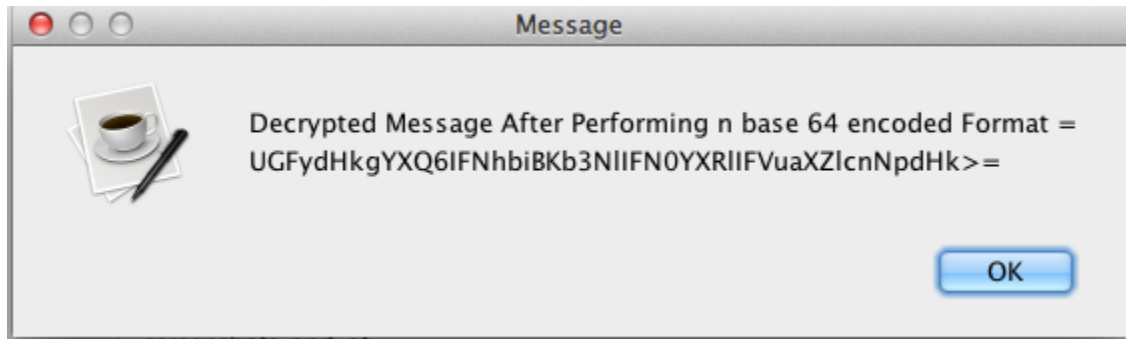 Message
Decrypted Message After Performing n base 64 encoded Format =
UGFydHkgYXQ6IFNhbiBKb3NlIFN0YXRlIFVuaXZlcnNpdHk>=
OK